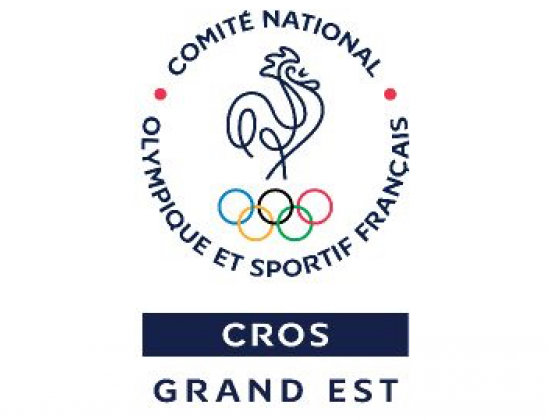 COMITÉ NATIONAL
OLYMPIQUE ET SPORTIF FRANÇAIS
CROS
GRAND EST